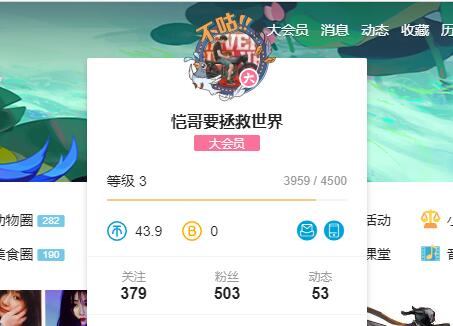 不咕!!
大会员 消息 动态 收藏 历
大
恺哥要拯救世界
大会员
等级 3 3959 / 4500
动物圈 282 活动
43.9 B 0
美食圈 190 课堂 音
关注 粉丝 动态
379 503 53